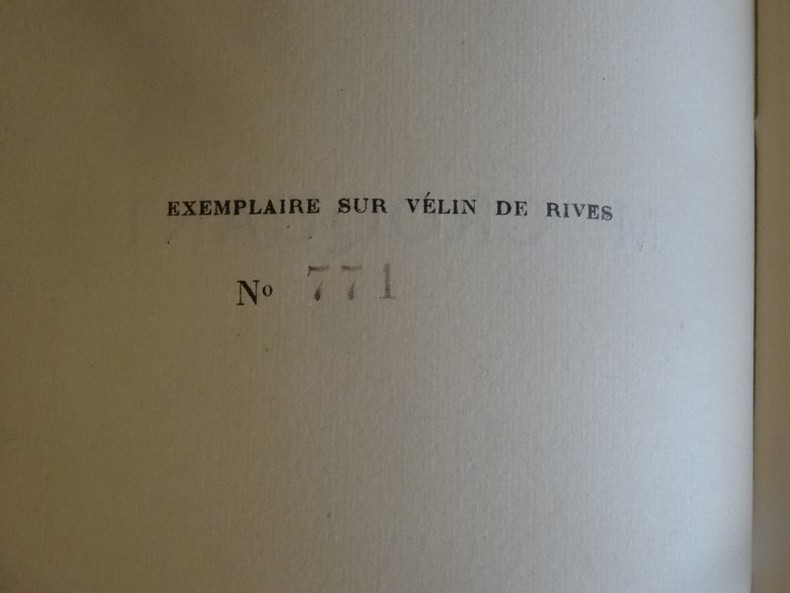 EXEMPLAIRE SUR VÉLIN DE RIVES
Nº 771